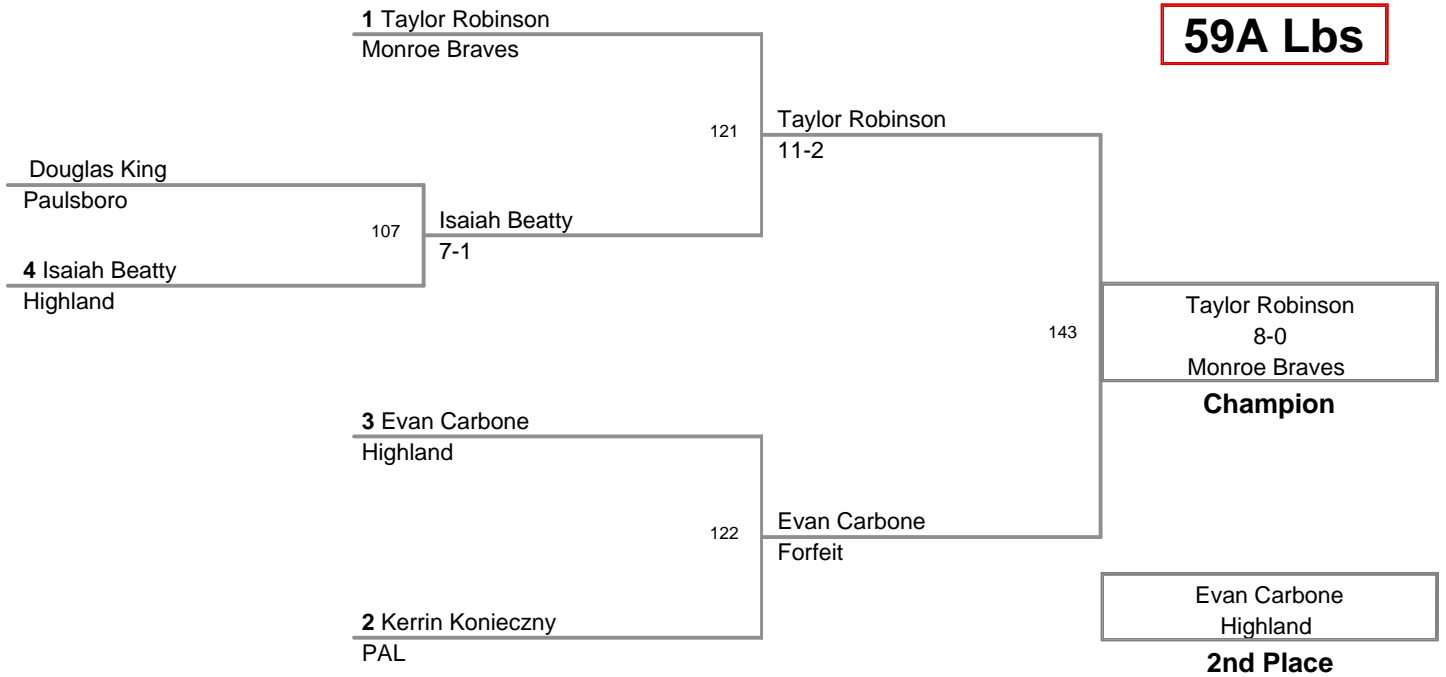 1 Taylor Robinson
Monroe Braves
59A Lbs
121
Taylor Robinson
11-2
Douglas King
Paulsboro
107
Isaiah Beatty
7-1
4 Isaiah Beatty
Highland
143
Taylor Robinson
8-0
Monroe Braves
Champion
3 Evan Carbone
Highland
122
Evan Carbone
Forfeit
2 Kerrin Konieczny
PAL
Evan Carbone
Highland
2nd Place